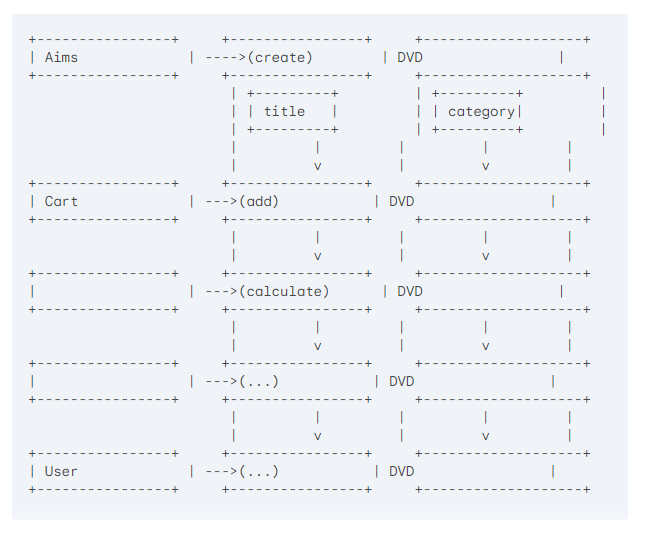 +----------------+     +----------------+     +--------------------+
| Aims             | ---->(create)        | DVD                |
+----------------+     +----------------+     +--------------------+
                        | +---------+         | +---------+         |
                        | | title   |         | | category|         |
                        | +---------+         | +---------+         |
                        |         |         |         |         |
                        |         v         |         v         |
+----------------+     +----------------+     +--------------------+
| Cart             | --->(add)           | DVD                |
+----------------+     +----------------+     +--------------------+
                        |         |         |         |         |
                        |         v         |         v         |
+----------------+     +----------------+     +--------------------+
|                  | --->(calculate)      | DVD                |
+----------------+     +----------------+     +--------------------+
                        |         |         |         |         |
                        |         v         |         v         |
+----------------+     +----------------+     +--------------------+
|                  | --->(...)           | DVD                |
+----------------+     +----------------+     +--------------------+
                        |         |         |         |         |
                        |         v         |         v         |
+----------------+     +----------------+     +--------------------+
| User             | --->(...)           | DVD                |
+----------------+     +----------------+     +--------------------+